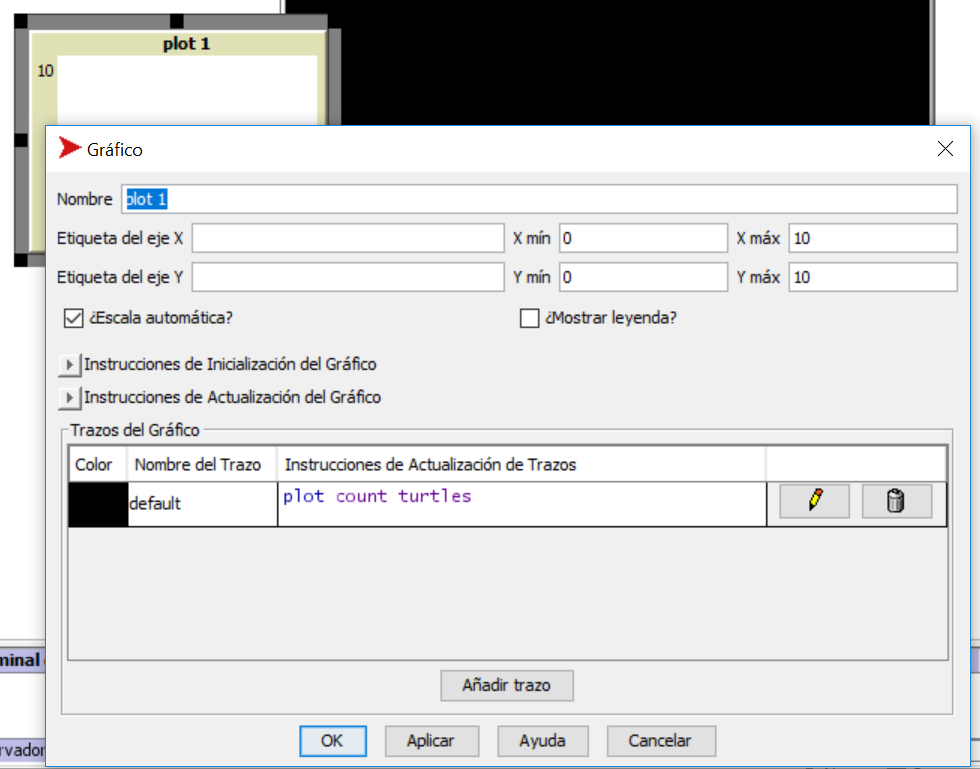 plot 1
10
Gráfico
Nombre plot 1
Etiqueta del eje X X mín 0 X máx 10
Etiqueta del eje Y Y mín 0 Y máx 10
¿Escala automática? ¿Mostrar leyenda?
Instrucciones de Inicialización del Gráfico
Instrucciones de Actualización del Gráfico
Trazos del Gráfico
Color Nombre del Trazo Instrucciones de Actualización de Trazos
default plot count turtles
Añadir trazo
OK Aplicar Ayuda Cancelar